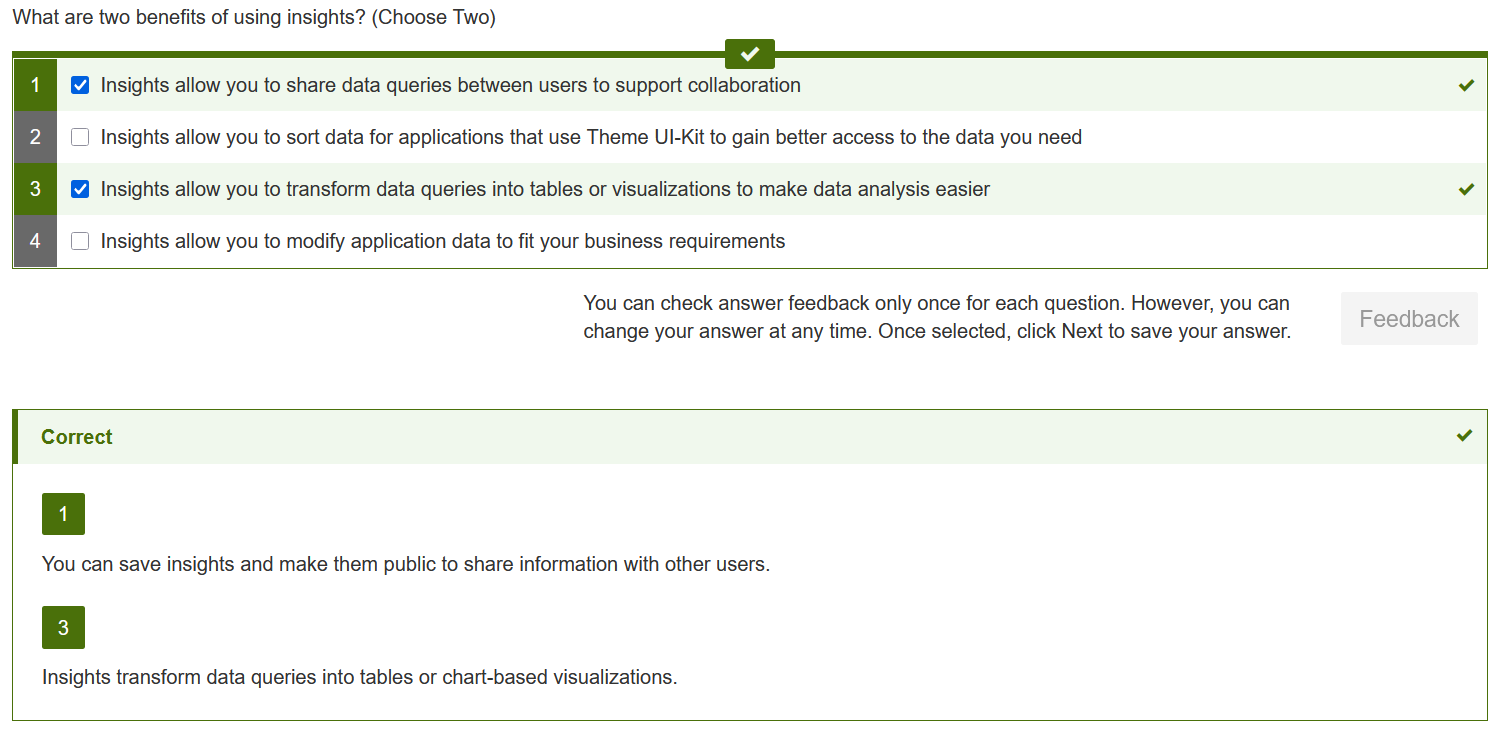 What are two benefits of using insights? (Choose Two)
1 Insights allow you to share data queries between users to support collaboration
2 Insights allow you to sort data for applications that use Theme UI-Kit to gain better access to the data you need
3 Insights allow you to transform data queries into tables or visualizations to make data analysis easier
4 Insights allow you to modify application data to fit your business requirements
You can check answer feedback only once for each question. However, you can
change your answer at any time. Once selected, click Next to save your answer.
Feedback
Correct
1
You can save insights and make them public to share information with other users.
3
Insights transform data queries into tables or chart-based visualizations.